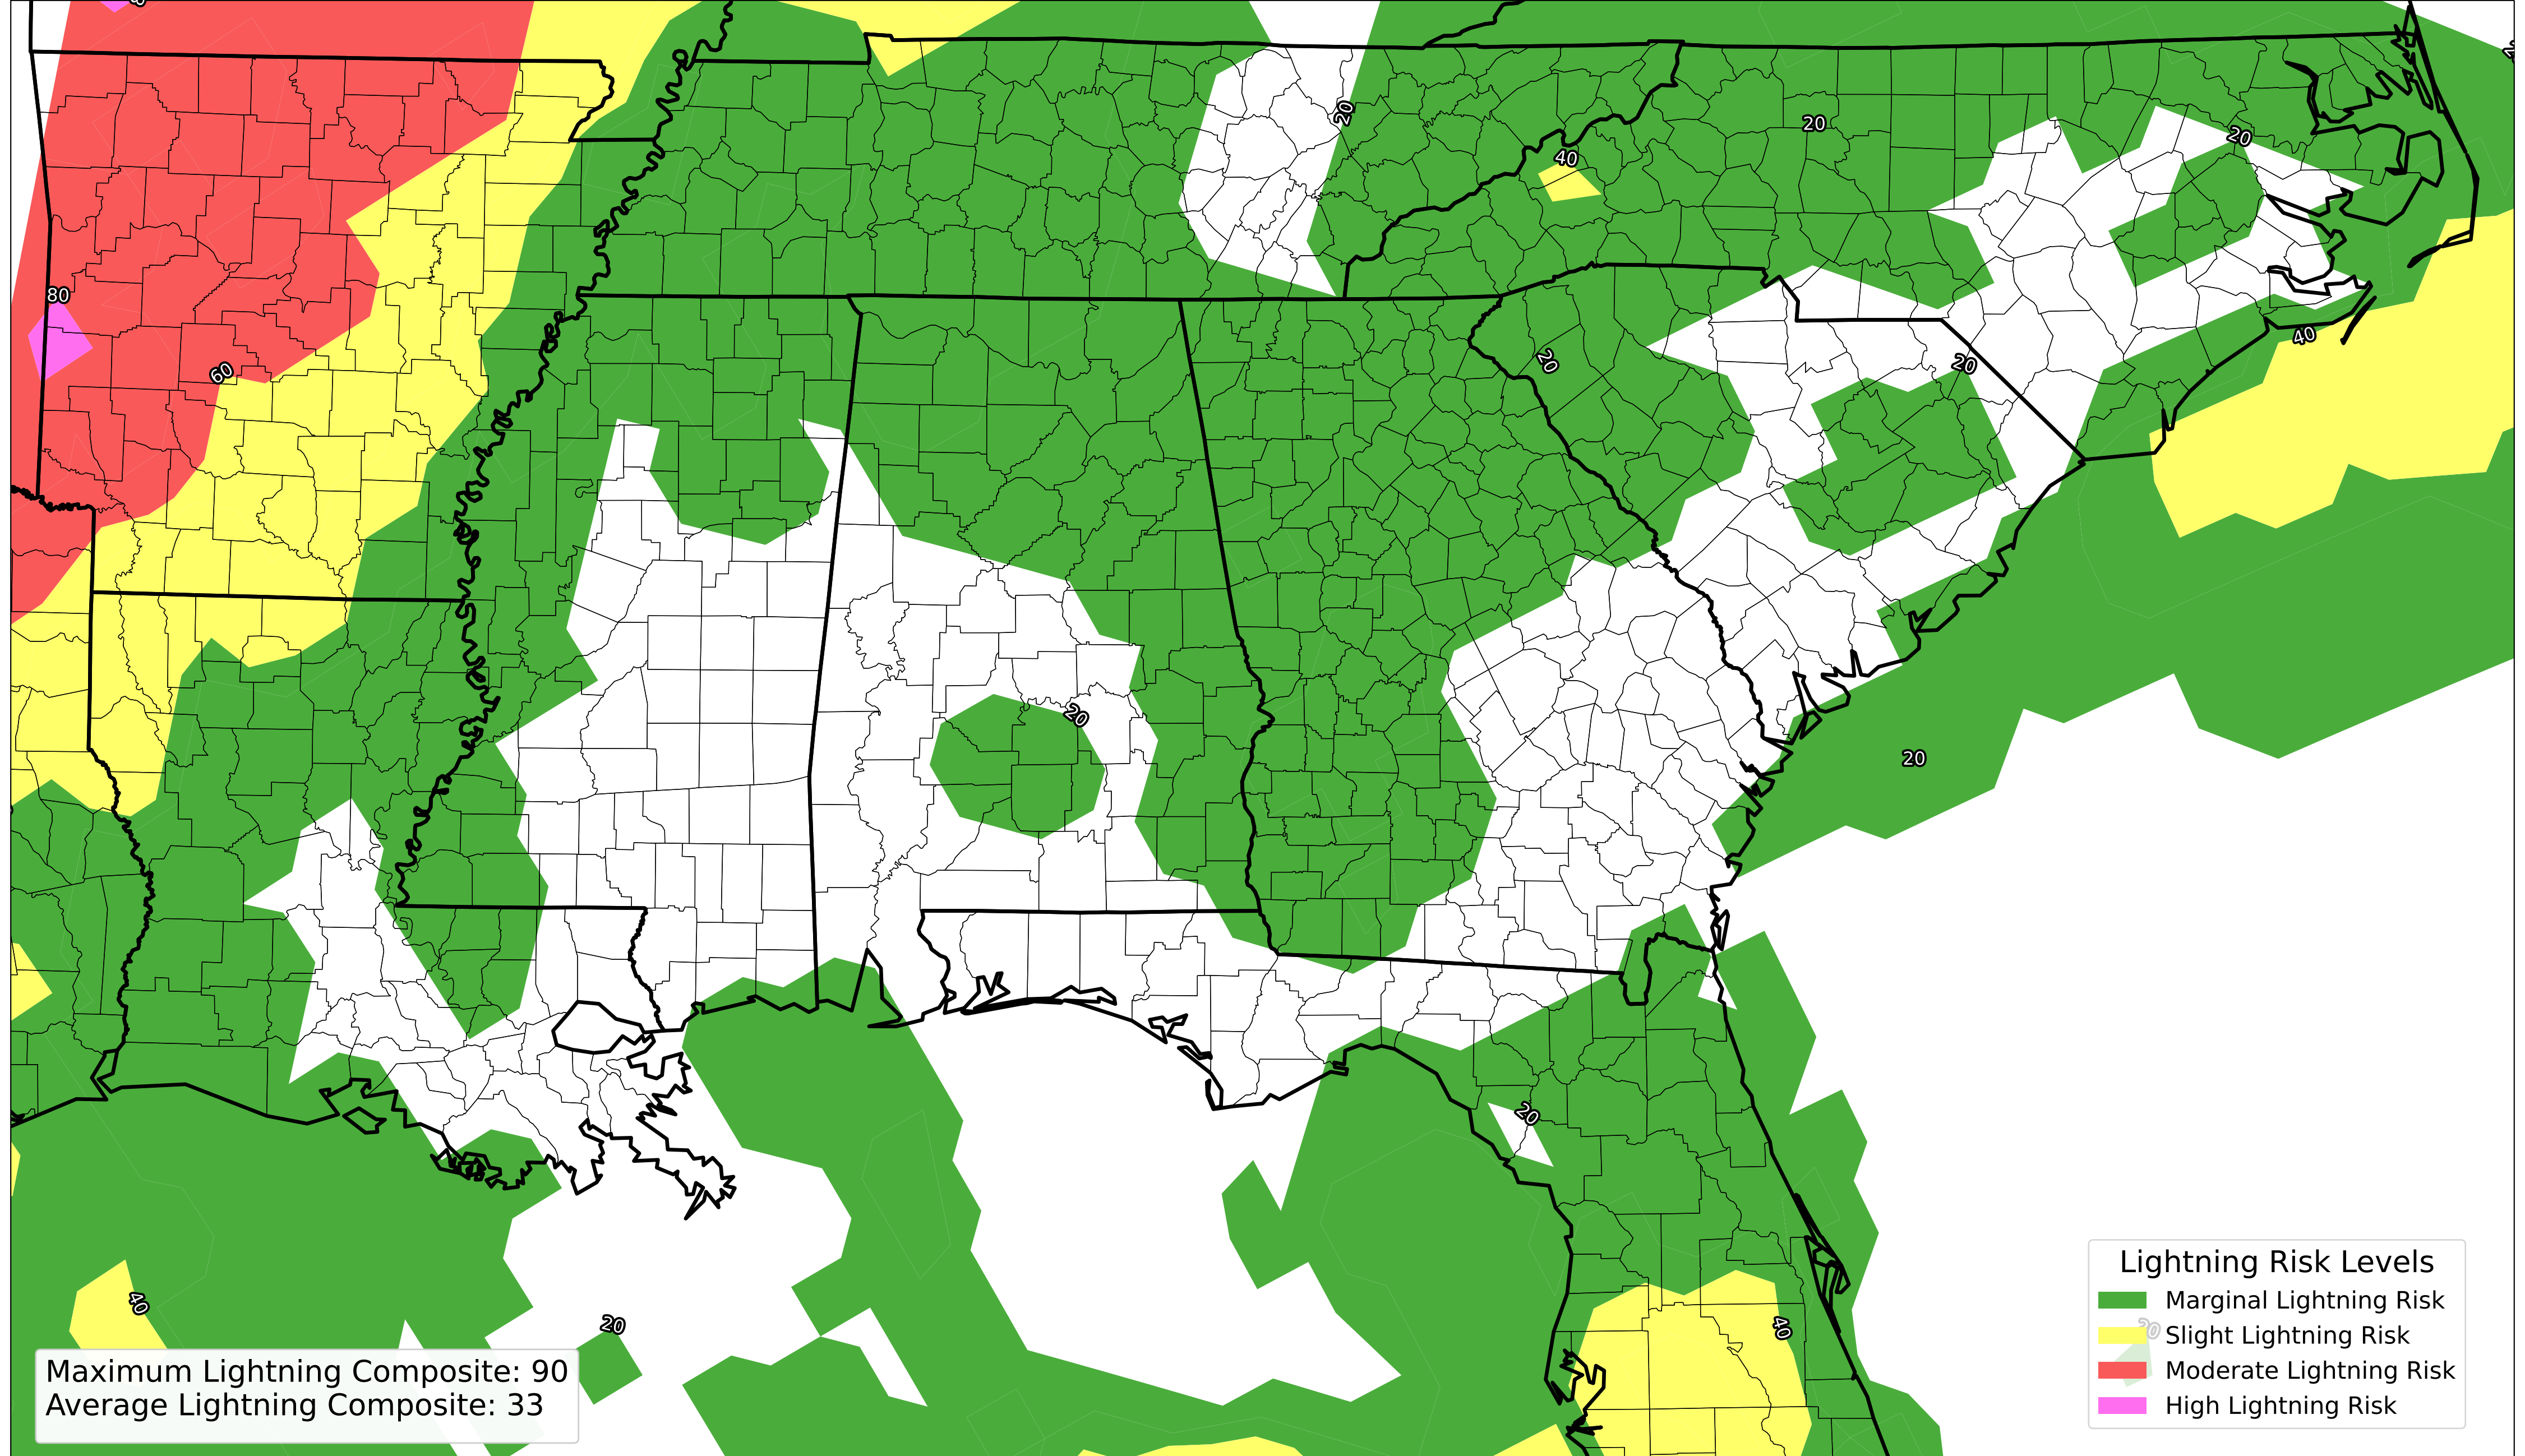 20
20
20
40
80
40
60
20
20
20
20
20
40
40
20
Lightning Risk Levels
Marginal Lightning Risk
20
Slight Lightning Risk
Moderate Lightning Risk
High Lightning Risk
Maximum Lightning Composite: 90
Average Lightning Composite: 33